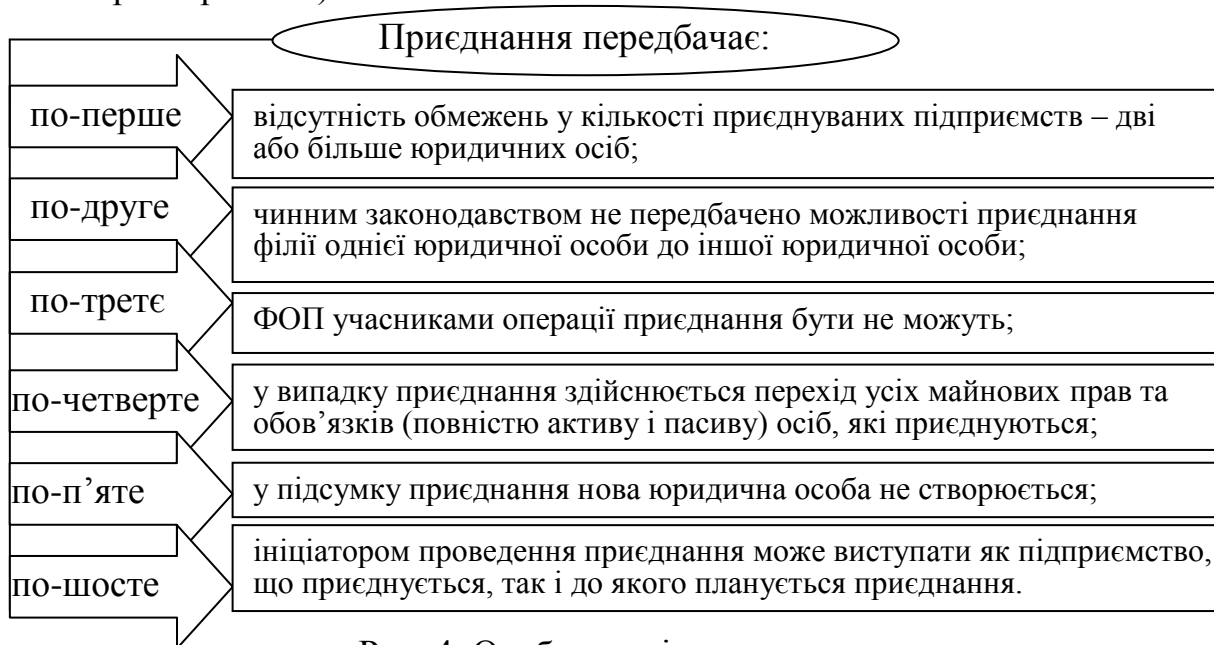 Приєднання передбачає:
по-перше
відсутність обмежень у кількості приєднуваних підприємств – дві
або більше юридичних осіб;
по-друге
чинним законодавством не передбачено можливості приєднання
філії однієї юридичної особи до іншої юридичної особи;
по-третє
ФОП учасниками операції приєднання бути не можуть;
по-четверте
у випадку приєднання здійснюється перехід усіх майнових прав та
обов’язків (повністю активу і пасиву) осіб, які приєднуються;
по-п’яте
у підсумку приєднання нова юридична особа не створюється;
по-шосте
ініціатором проведення приєднання може виступати як підприємство,
що приєднується, так і до якого планується приєднання.